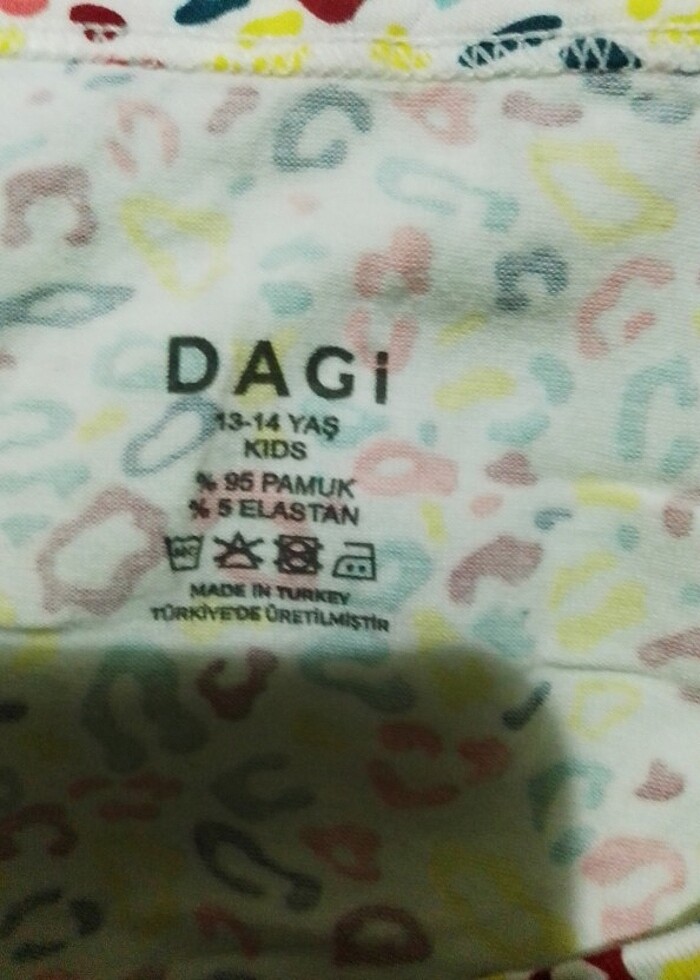 DAGi
13-14 YAŞ
KIDS
% 95 PAMUK
% 5 ELASTAN
MADE IN TURKEY
TÜRKİYE'DE ÜRETİLMİŞTİR